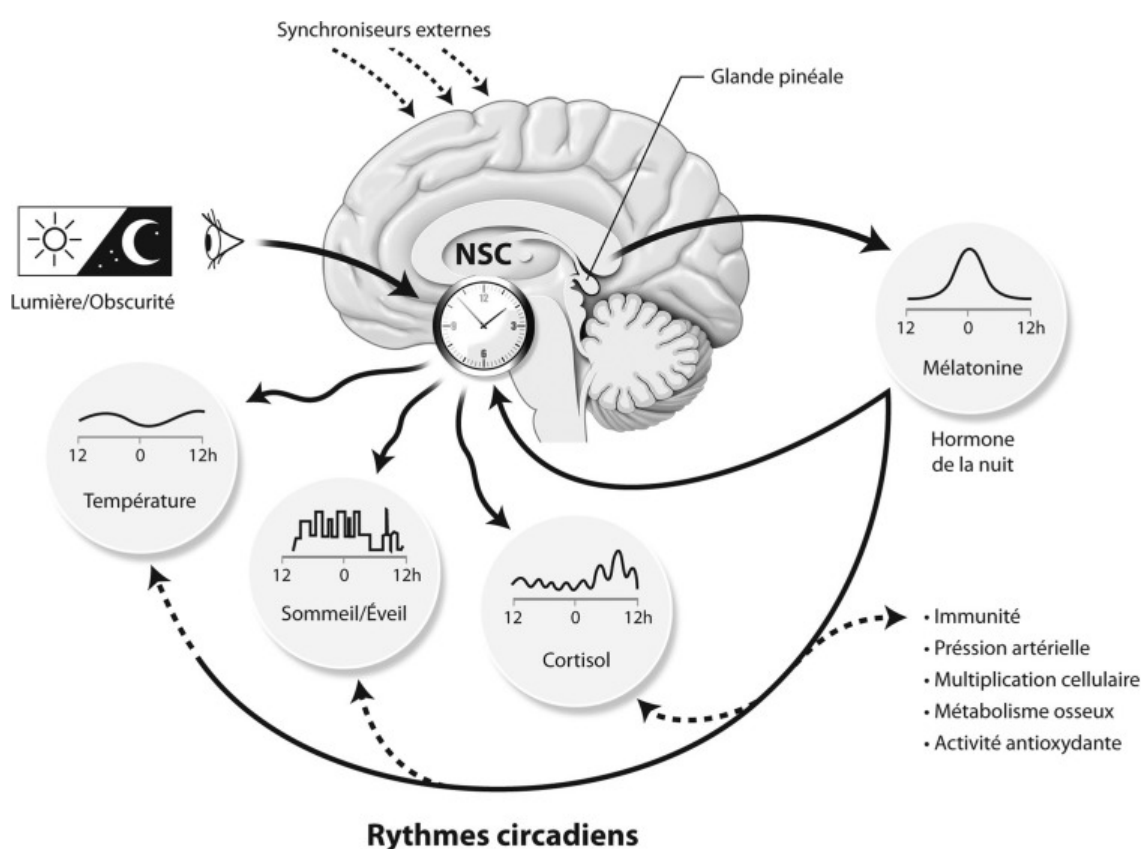 Synchroniseurs externes
Glande pinéale
NSC
12
9
3
6
Lumière/Obscurité
12 0 12h
Mélatonine
Hormone
de la nuit
12 0 12h
Température
12 0 12h
Sommeil/Éveil
12 0 12h
Cortisol
• Immunité
• Préssion artérielle
• Multiplication cellulaire
• Métabolisme osseux
• Activité antioxydante
Rythmes circadiens